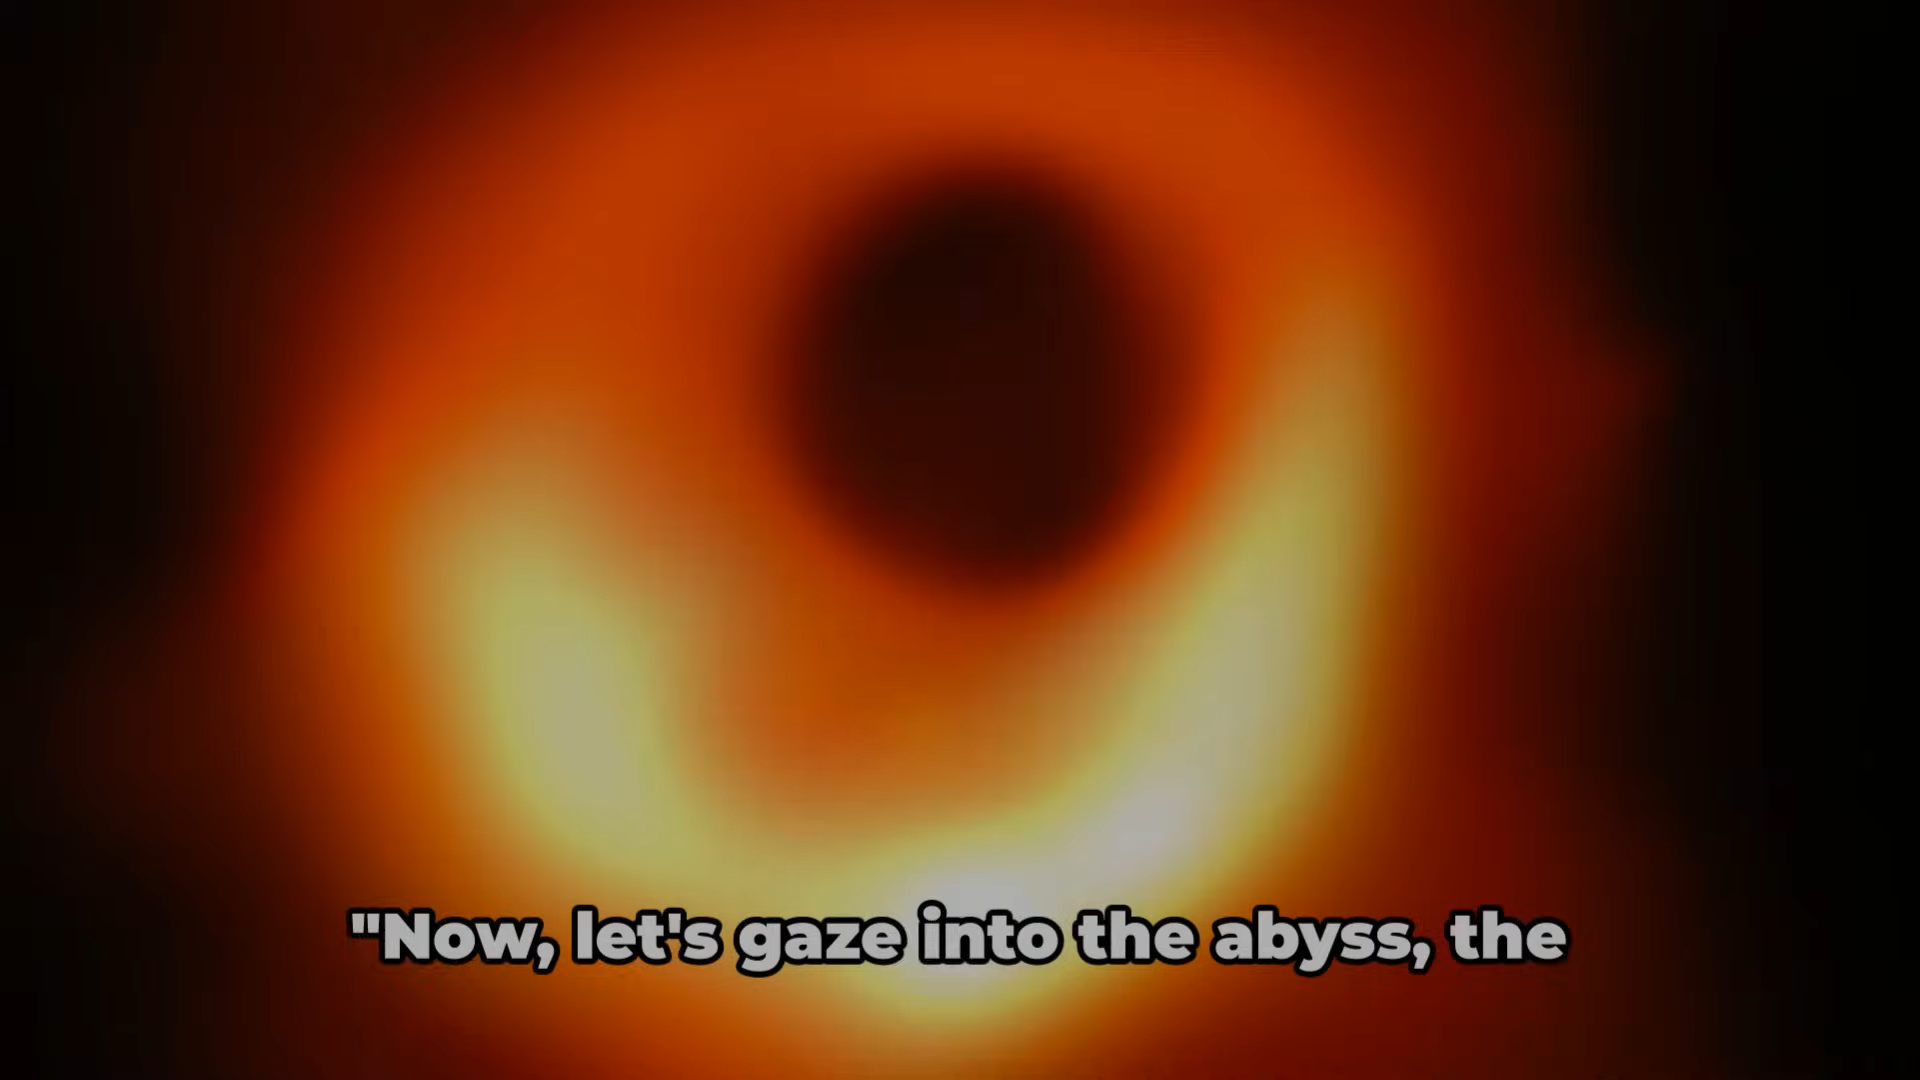 "Now, let's gaze into the abyss, the